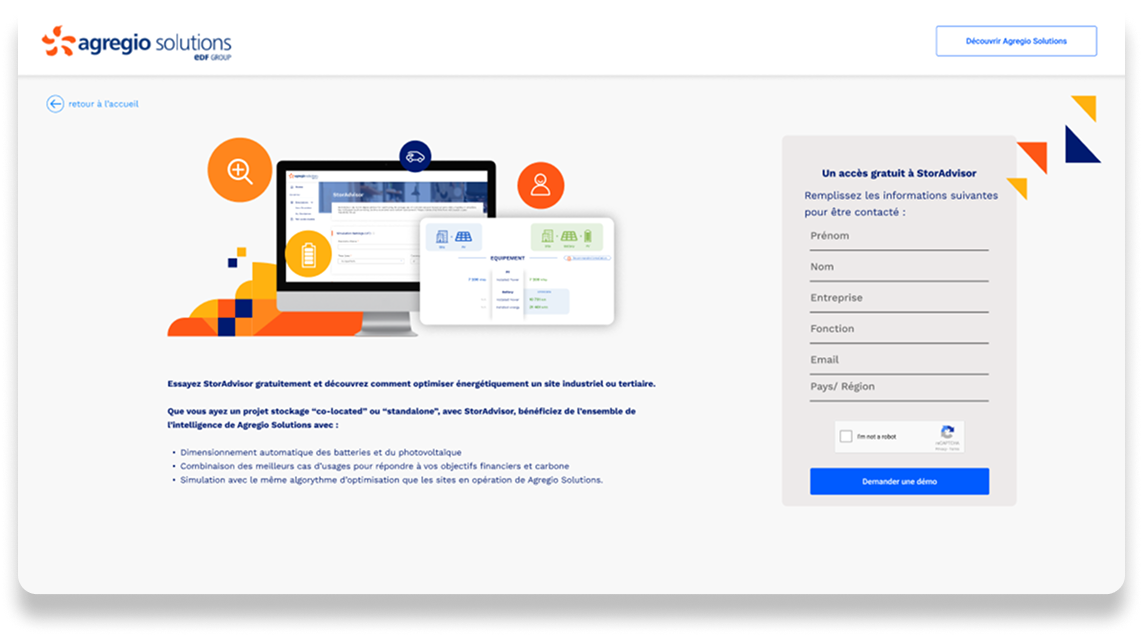 agregio solutions
eDF GROUP
Découvrir Agregio Solutions
retour à l'accueil
StorAdvisor
EQUIPEMENT
Essayez StorAdvisor gratuitement et découvrez comment optimiser énergétiquement un site industriel ou tertiaire.
Que vous ayez un projet stockage “co-located” ou “standalone”, avec StorAdvisor, bénéficiez de l'ensemble de
l'intelligence de Agregio Solutions avec :
• Dimensionnement automatique des batteries et du photovoltaïque
• Combinaison des meilleurs cas d'usages pour répondre à vos objectifs financiers et carbone
• Simulation avec le même algorythme d'optimisation que les sites en opération de Agregio Solutions.
Un accès gratuit à StorAdvisor
Remplissez les informations suivantes
pour être contacté :
Prénom
Nom
Entreprise
Fonction
Email
Pays/ Région
I'm not a robot
reCAPTCHA
Privacy - Terms
Demander une démo